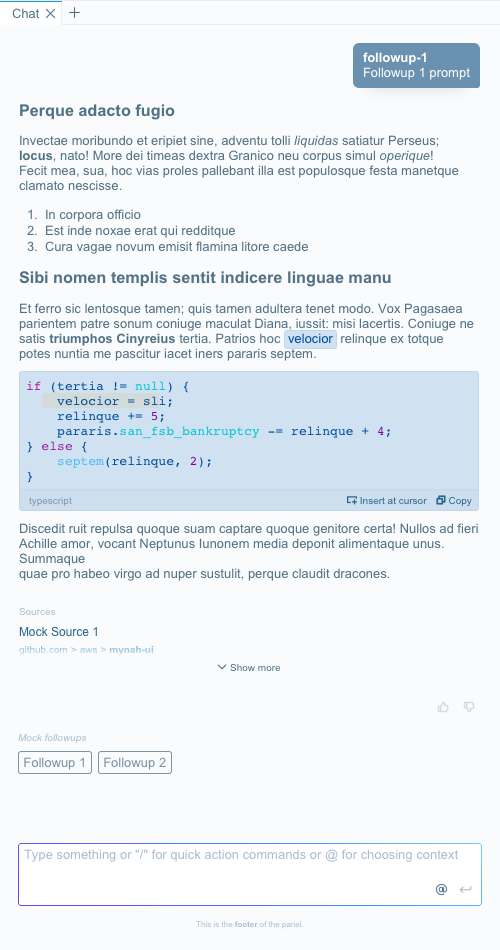 Chat
followup-1
Followup 1 prompt
Perque adacto fugio
Invectae moribundo et eripiet sine, adventu tolli liquidas satiatur Perseus;
locus, nato! More dei timeas dextra Granico neu corpus simul operique!
Fecit mea, sua, hoc vias proles pallebant illa est populosque festa manetque
clamato nescisse.
1. In corpora officio
2. Est inde noxae erat qui redditque
3. Cura vagae novum emisit flamina litore caede
Sibi nomen templis sentit indicere linguae manu
Et ferro sic lentosque tamen; quis tamen adultera tenet modo. Vox Pagasaea
parientem patre sonum coniuge maculat Diana, iussit: misi lacertis. Coniuge ne
satis triumphos Cinyreius tertia. Patrios hoc velocior relinque ex totque
potes nuntia me pascitur iacet iners pararis septem.
if (tertia != null) {
velocior = sli;
relinque += 5;
pararis.san_fsb_bankruptcy -= relinque + 4;
} else {
septem(relinque, 2);
}
typescript Insert at cursor Copy
Discedit ruit repulsa quoque suam captare quoque genitore certa! Nullos ad fieri
Achille amor, vocant Neptunus Iunonem media deponit alimentaque unus.
Summaque
quae pro habeo virgo ad nuper sustulit, perque claudit dracones.
Sources
Mock Source 1
github.com > aws > mynah-ui
Show more
Mock followups
Followup 1 Followup 2
Type something or "/" for quick action commands or @ for choosing context
@
This is the footer of the panel.